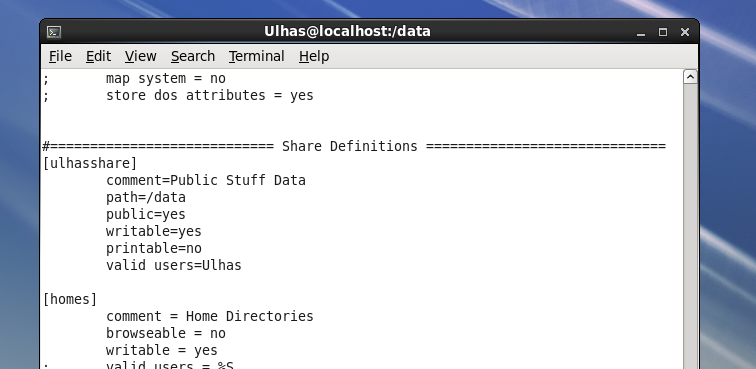 Ulhas@localhost:/data
File Edit View Search Terminal Help
;       map system = no
;       store dos attributes = yes
#============================ Share Definitions ==============================
[ulhasshare]
        comment=Public Stuff Data
        path=/data
        public=yes
        writable=yes
        printable=no
        valid users=Ulhas
[homes]
        comment = Home Directories
        browseable = no
        writable = yes
;       valid users = %S